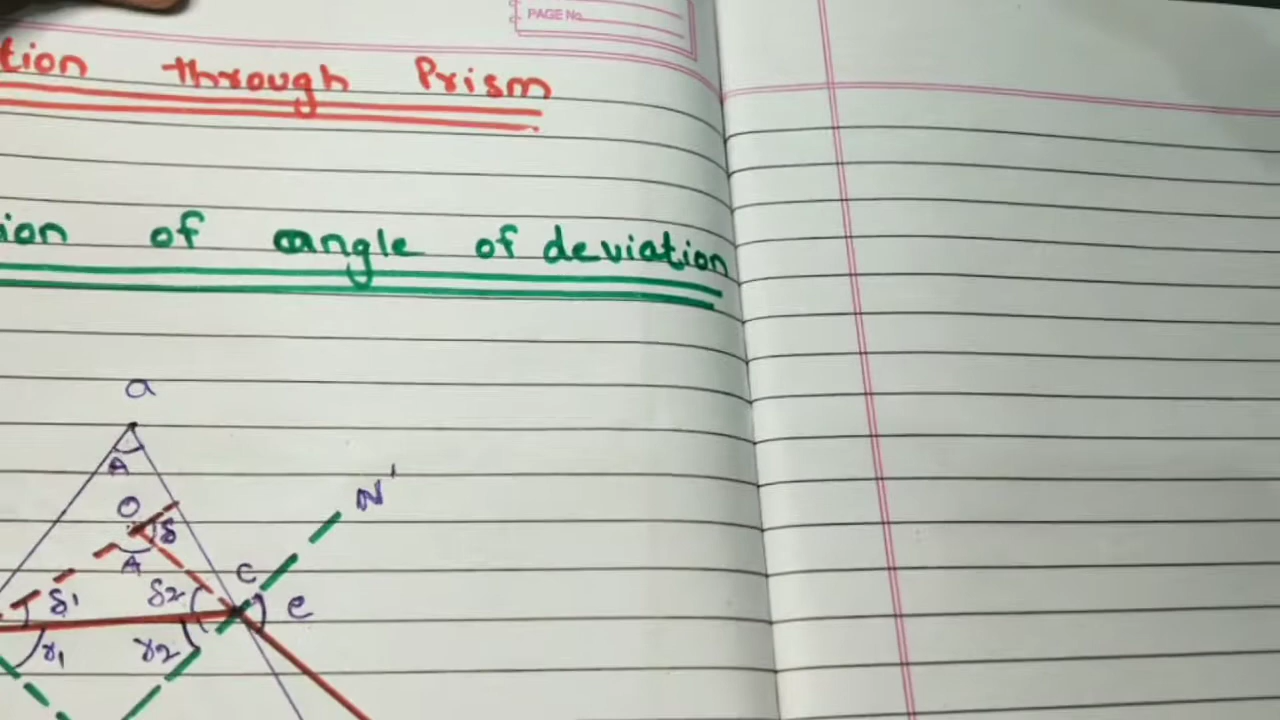 PAGE No.
tion through Prism
ion of angle of deviation
a
A
O
δ
A
N'
C
δ1
δ2
e
r1
r2